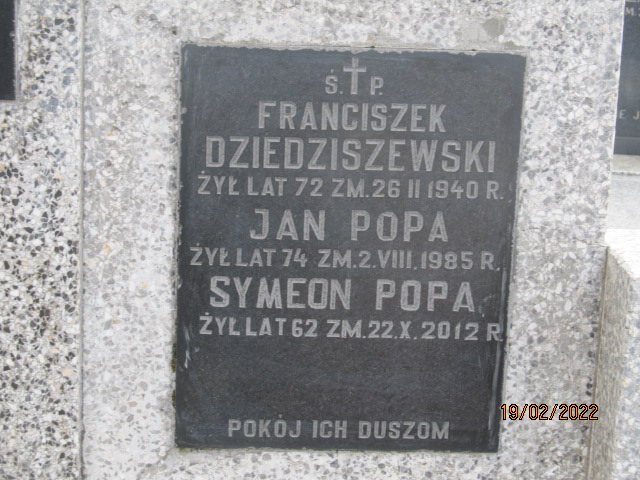 Ś. P.
FRANCISZEK
DZIEDZISZEWSKI
ŻYŁ LAT 72 ZM. 26 II 1940 R.
JAN POPA
ŻYŁ LAT 74 ZM. 2. VIII. 1985 R.
SYMEON POPA
ŻYŁ LAT 62 ZM. 22. X. 2012 R.
POKÓJ ICH DUSZOM
19/02/2022